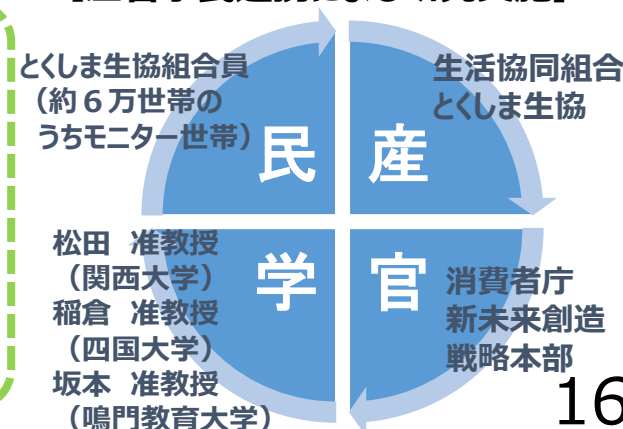 とくしま生協組合員
（約６万世帯の
うちモニター世帯）
民
産
生活協同組合
とくしま生協
松田 准教授
（関西大学）
稲倉 准教授
（四国大学）
坂本 准教授
（鳴門教育大学）
学
官
消費者庁
新未来創造
戦略本部
16